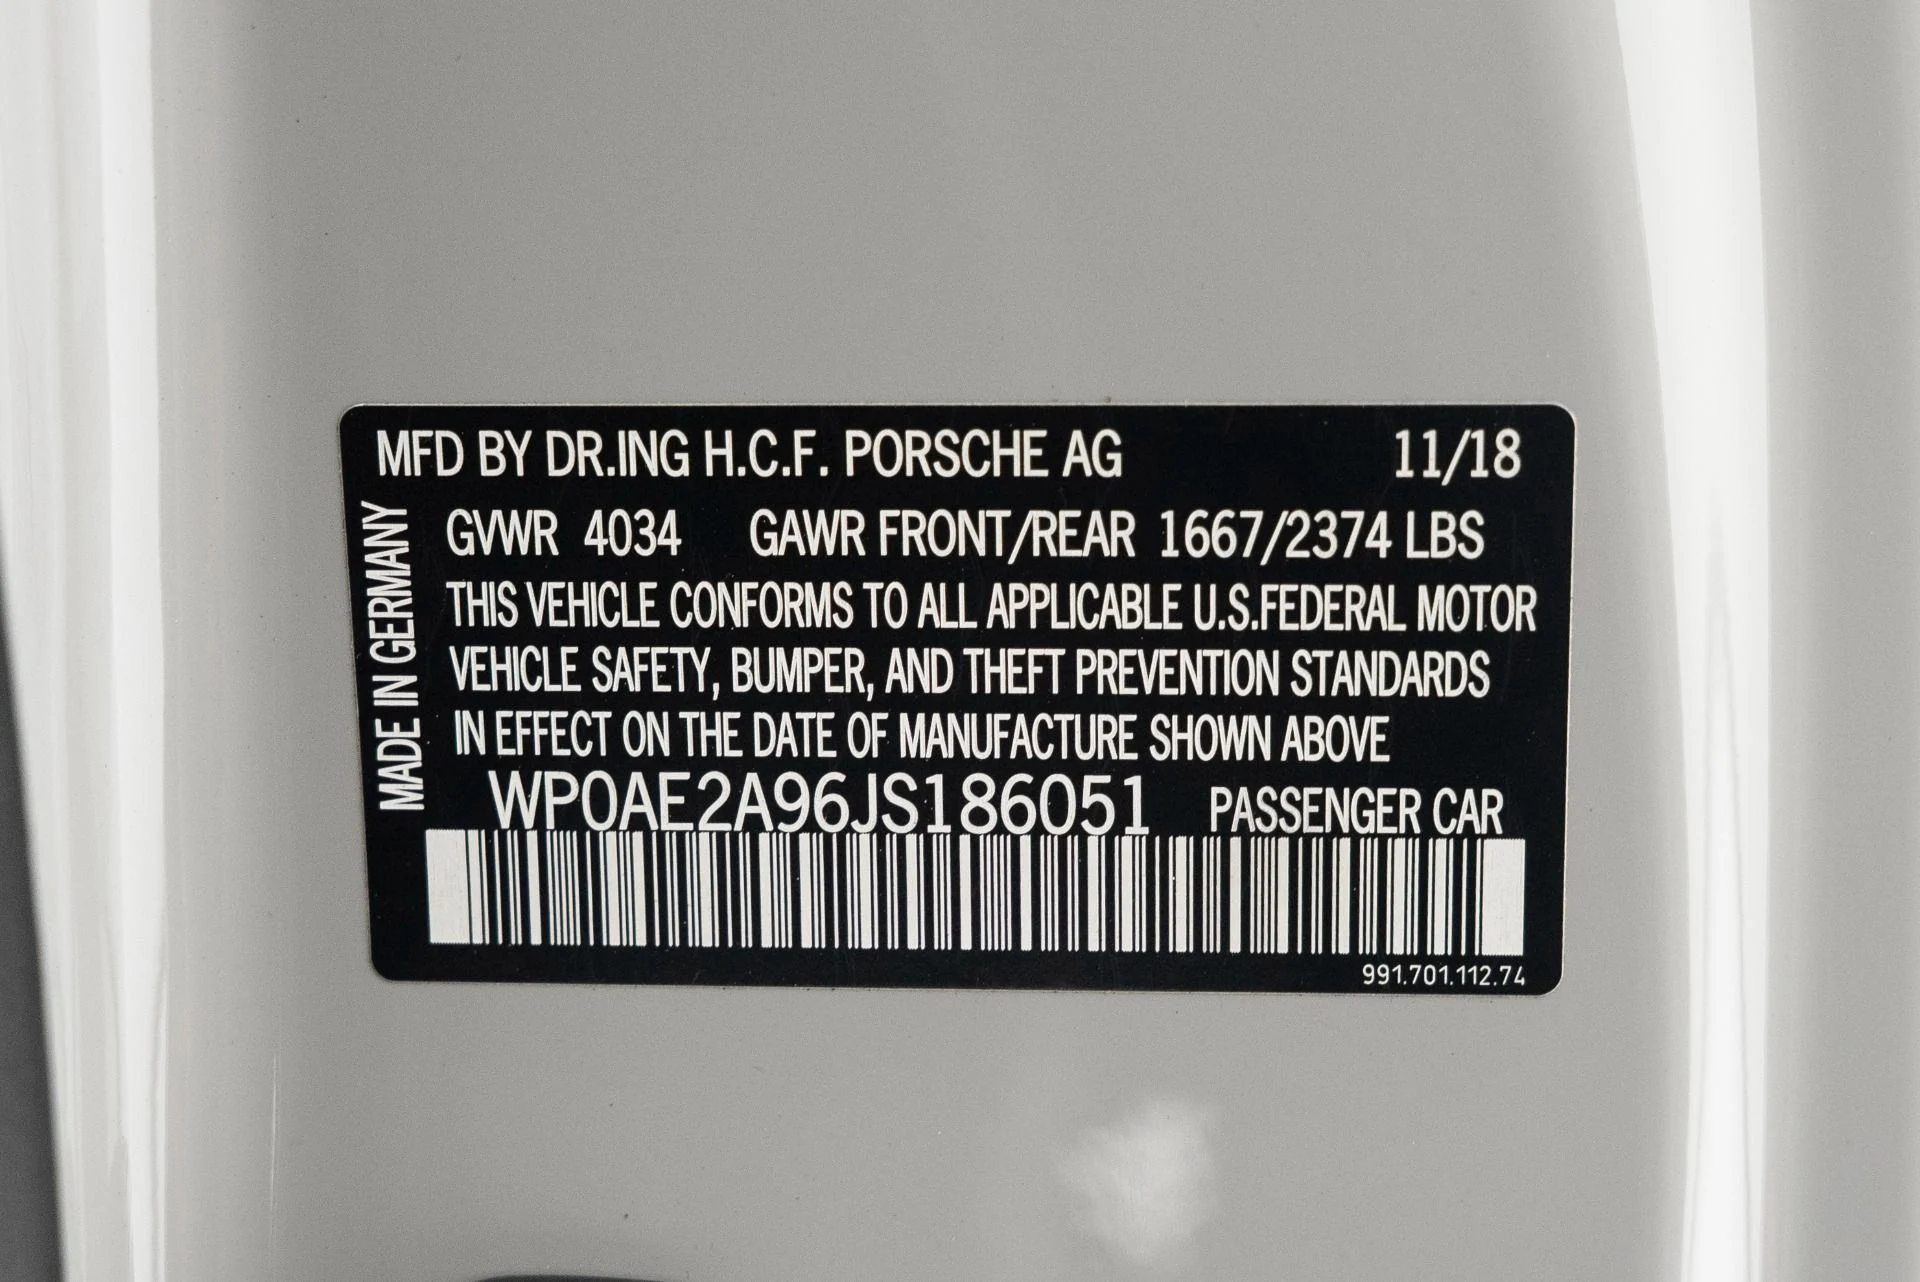 MFD BY DR.ING H.C.F. PORSCHE AG 11/18
MADE IN GERMANY
GVWR 4034 GAWR FRONT/REAR 1667/2374 LBS
THIS VEHICLE CONFORMS TO ALL APPLICABLE U.S.FEDERAL MOTOR
VEHICLE SAFETY, BUMPER, AND THEFT PREVENTION STANDARDS
IN EFFECT ON THE DATE OF MANUFACTURE SHOWN ABOVE
WP0AE2A96JS186051 PASSENGER CAR
991.701.112.74